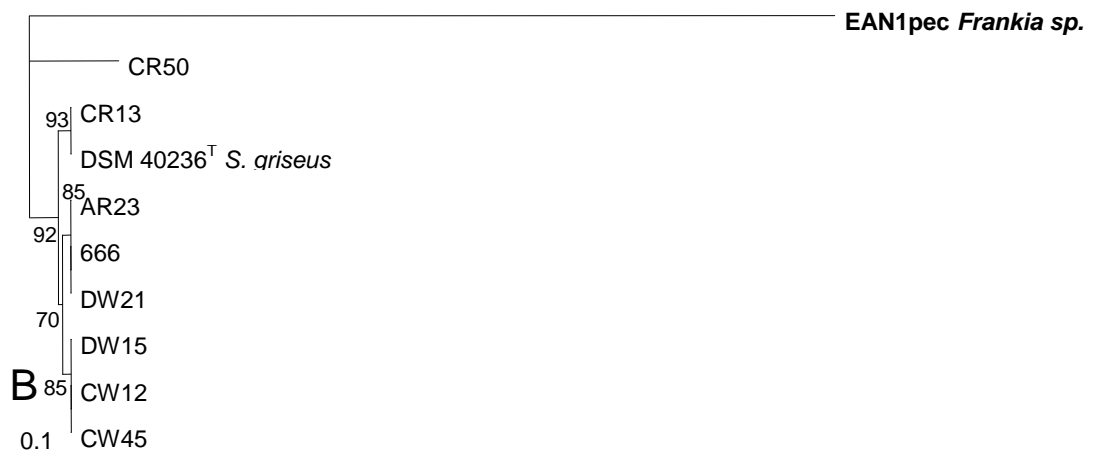 EAN1pec Frankia sp.
CR50
93
CR13
DSM 40236ᵀ S. griseus
85
AR23
92
666
DW21
70
DW15
B
85
CW12
0.1
CW45